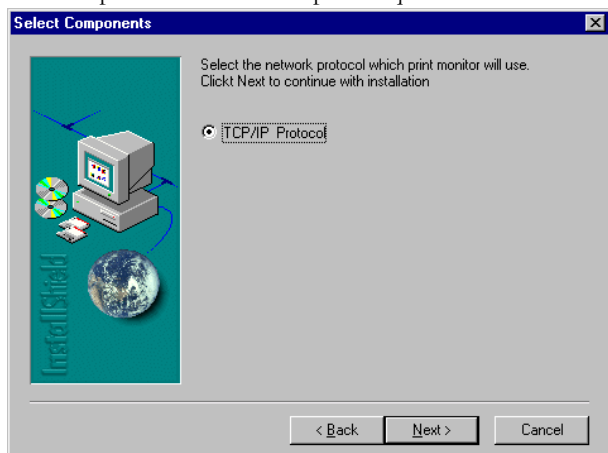 Select Components
Select the network protocol which print monitor will use.
Clickt Next to continue with installation
TCP/IP Protocol
InstallShield
< Back
Next >
Cancel